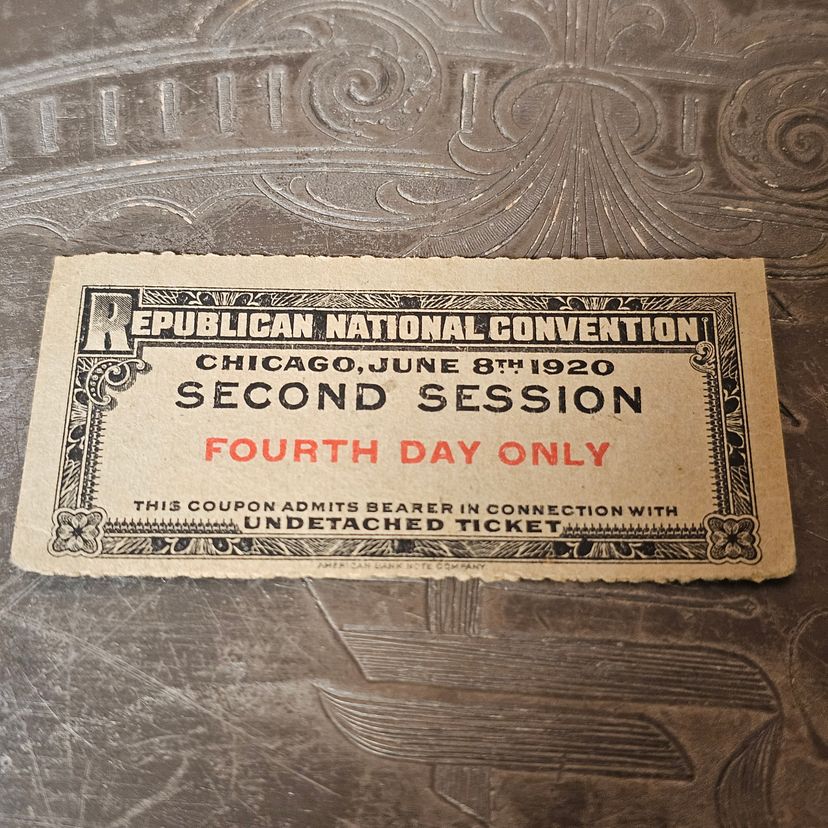 REPUBLICAN NATIONAL CONVENTION
CHICAGO, JUNE 8TH 1920
SECOND SESSION
FOURTH DAY ONLY
THIS COUPON ADMITS BEARER IN CONNECTION WITH
UNDETACHED TICKET
AMERICAN BANK NOTE COMPANY